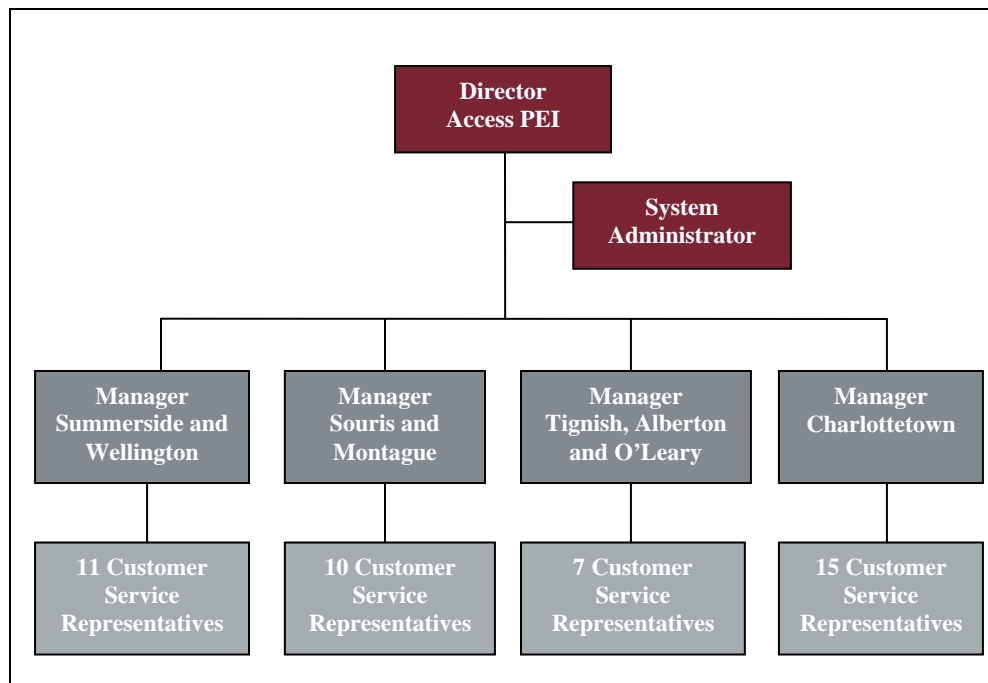 Director
Access PEI
System
Administrator
Manager
Summerside and
Wellington
Manager
Souris and
Montague
Manager
Tignish, Alberton
and O’Leary
Manager
Charlottetown
11 Customer
Service
Representatives
10 Customer
Service
Representatives
7 Customer
Service
Representatives
15 Customer
Service
Representatives